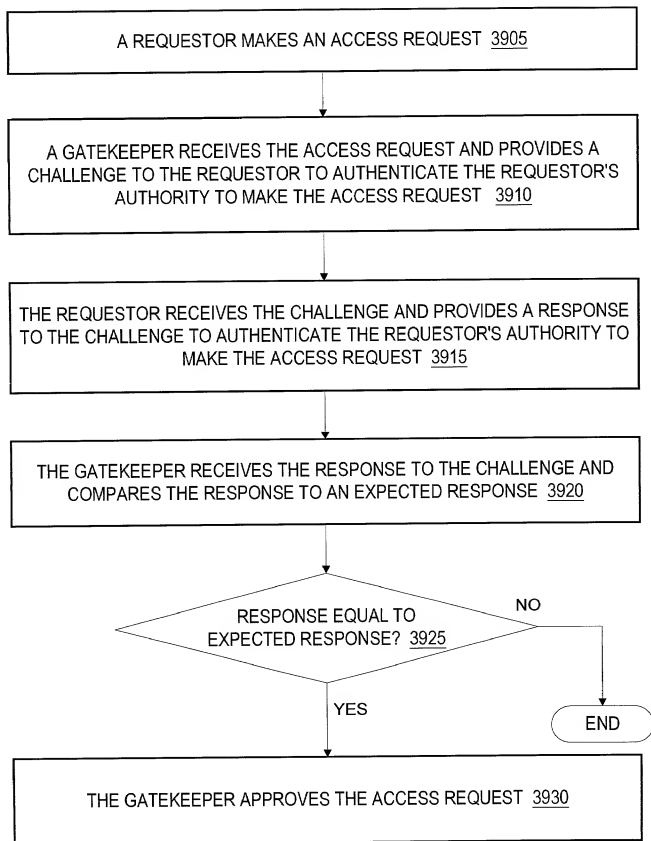 A REQUESTOR MAKES AN ACCESS REQUEST 3905
A GATEKEEPER RECEIVES THE ACCESS REQUEST AND PROVIDES A
CHALLENGE TO THE REQUESTOR TO AUTHENTICATE THE REQUESTOR'S
AUTHORITY TO MAKE THE ACCESS REQUEST 3910
THE REQUESTOR RECEIVES THE CHALLENGE AND PROVIDES A RESPONSE
TO THE CHALLENGE TO AUTHENTICATE THE REQUESTOR'S AUTHORITY TO
MAKE THE ACCESS REQUEST 3915
THE GATEKEEPER RECEIVES THE RESPONSE TO THE CHALLENGE AND
COMPARES THE RESPONSE TO AN EXPECTED RESPONSE 3920
RESPONSE EQUAL TO
EXPECTED RESPONSE? 3925
NO
END
YES
THE GATEKEEPER APPROVES THE ACCESS REQUEST 3930